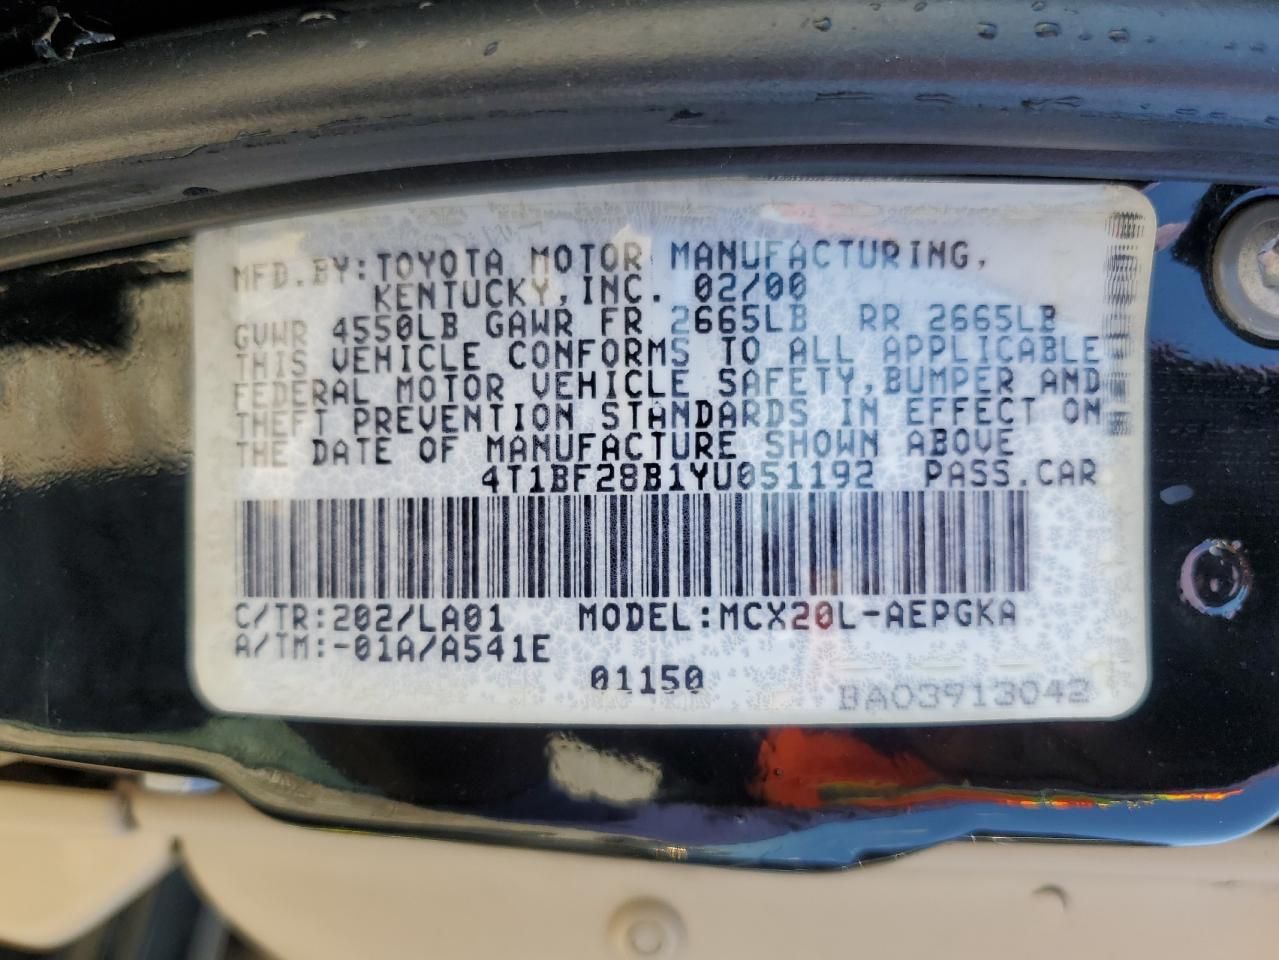 MFD.BY:TOYOTA MOTOR MANUFACTURING,
KENTUCKY,INC. 02/00
GVWR 4550LB GAWR FR 2665LB RR 2665LB
THIS VEHICLE CONFORMS TO ALL APPLICABLE
FEDERAL MOTOR VEHICLE SAFETY,BUMPER AND
THEFT PREVENTION STANDARDS IN EFFECT ON
THE DATE OF MANUFACTURE SHOWN ABOVE
4T1BF28B1YU051192 PASS.CAR
C/TR:202/LA01 MODEL:MCX20L-AEPGKA
A/TM:-01A/A541E
01150
BAO3913042